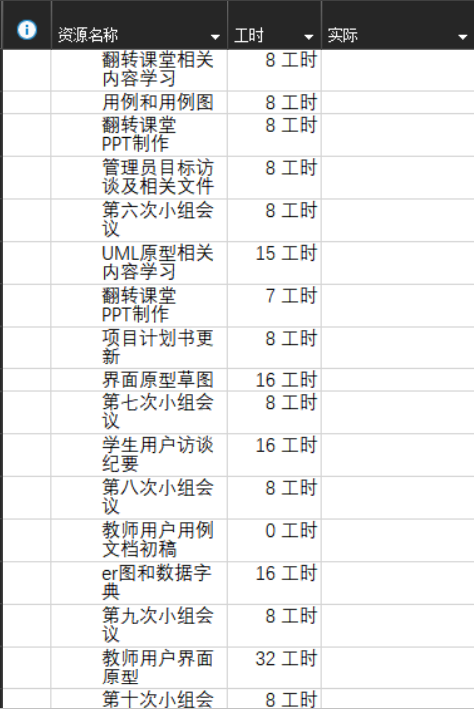 资源名称 工时 实际
翻转课堂相关 8 工时
内容学习
用例和用例图 8 工时
翻转课堂 8 工时
PPT制作
管理员目标访 8 工时
谈及相关文件
第六次小组会 8 工时
议
UML原型相关 15 工时
内容学习
翻转课堂 7 工时
PPT制作
项目计划书更 8 工时
新
界面原型草图 16 工时
第七次小组会 8 工时
议
学生用户访谈 16 工时
纪要
第八次小组会 8 工时
议
教师用户用例 0 工时
文档初稿
er图和数据字 16 工时
典
第九次小组会 8 工时
议
教师用户界面 32 工时
原型
第十次小组会 8 工时